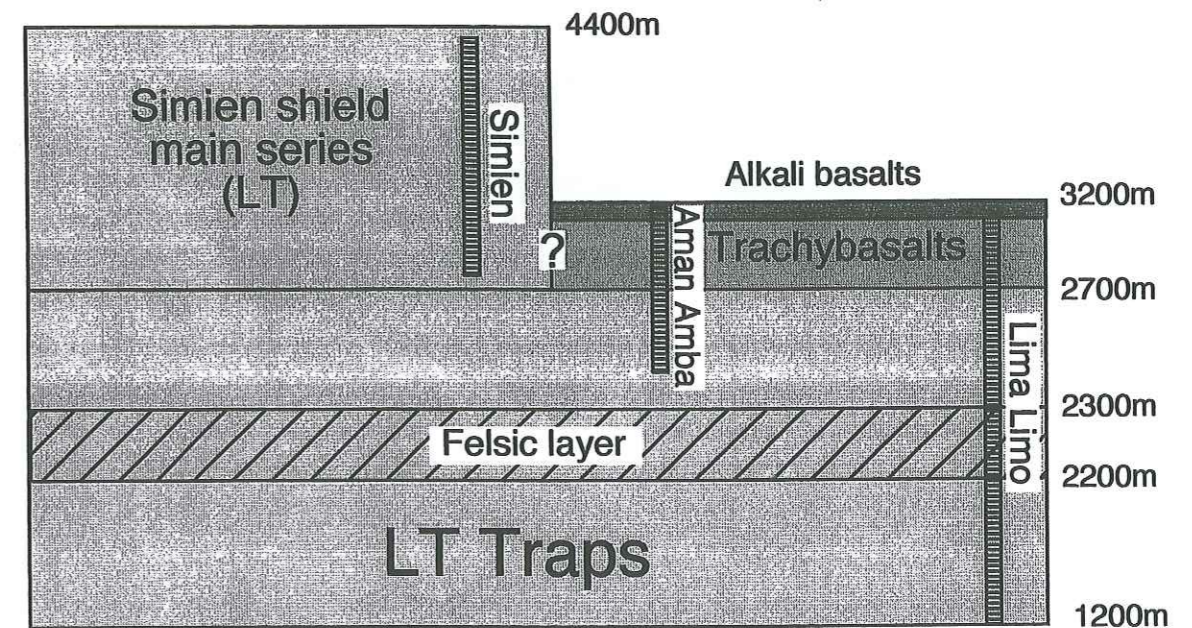 4400m
Simien shield
main series
(LT)
Simien
Alkali basalts
3200m
?
Aman Amba
Trachybasalts
2700m
Lima Limo
2300m
Felsic layer
2200m
LT Traps
1200m